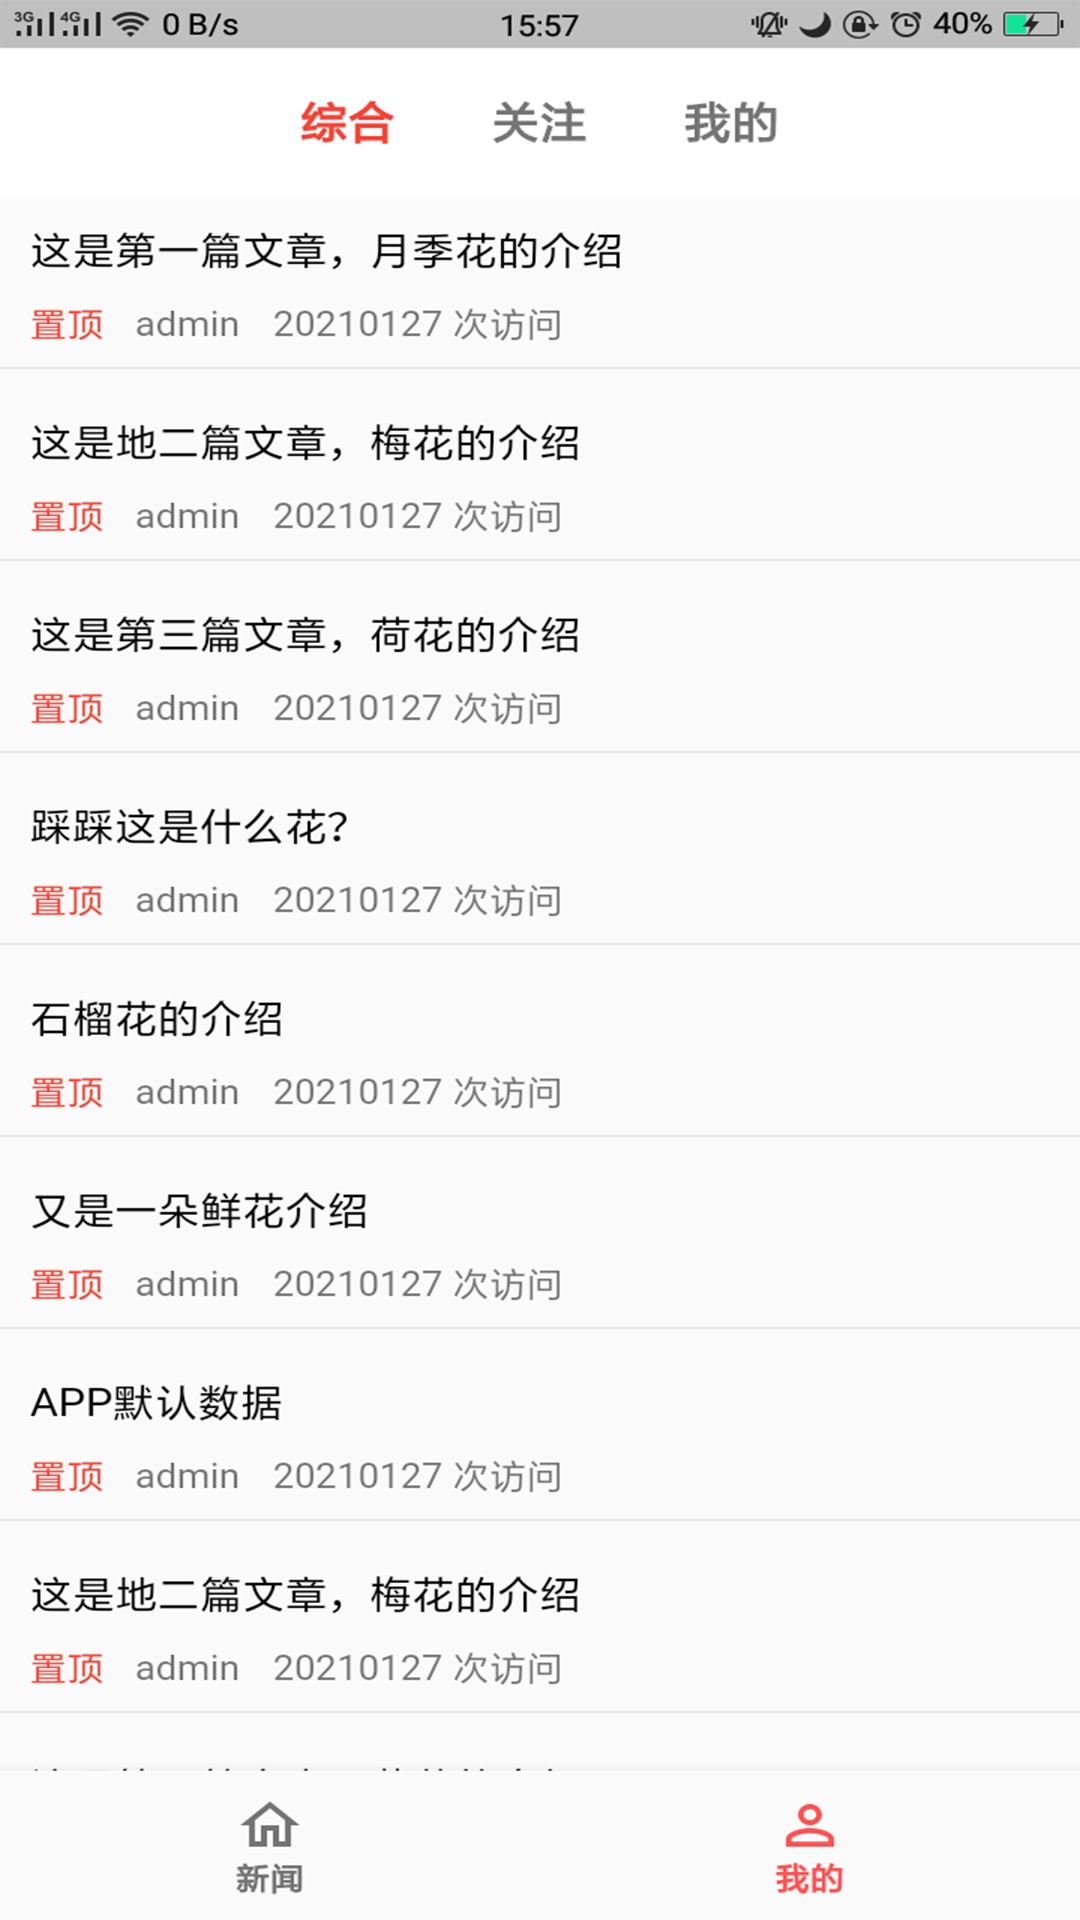 3G 4G 0 B/s 15:57 40%
综合 关注 我的
这是第一篇文章，月季花的介绍
置顶 admin 20210127 次访问
这是地二篇文章，梅花的介绍
置顶 admin 20210127 次访问
这是第三篇文章，荷花的介绍
置顶 admin 20210127 次访问
踩踩这是什么花？
置顶 admin 20210127 次访问
石榴花的介绍
置顶 admin 20210127 次访问
又是一朵鲜花介绍
置顶 admin 20210127 次访问
APP默认数据
置顶 admin 20210127 次访问
这是地二篇文章，梅花的介绍
置顶 admin 20210127 次访问
新闻 我的